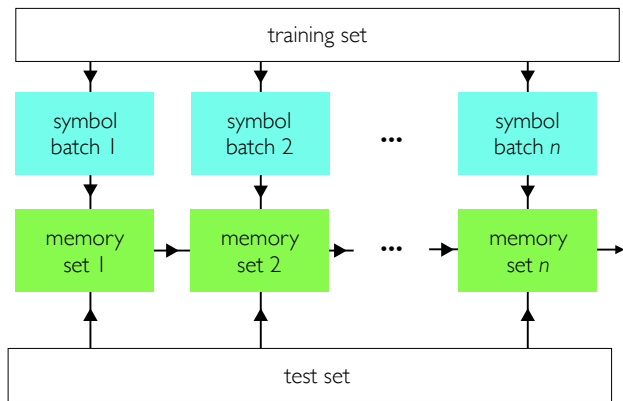 training set
symbol
batch 1
symbol
batch 2
...
symbol
batch n
memory
set 1
memory
set 2
...
memory
set n
test set